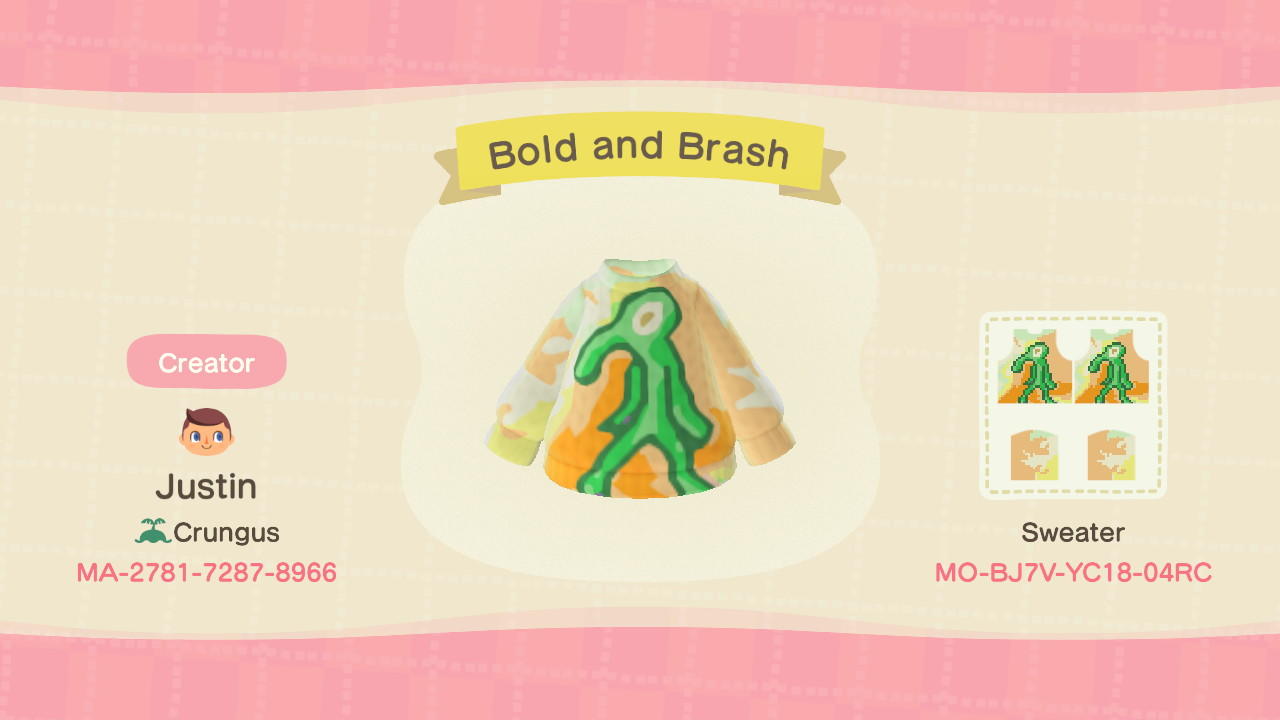 Bold and Brash
Creator
Justin
Crungus
MA-2781-7287-8966
Sweater
MO-BJ7V-YC18-04RC